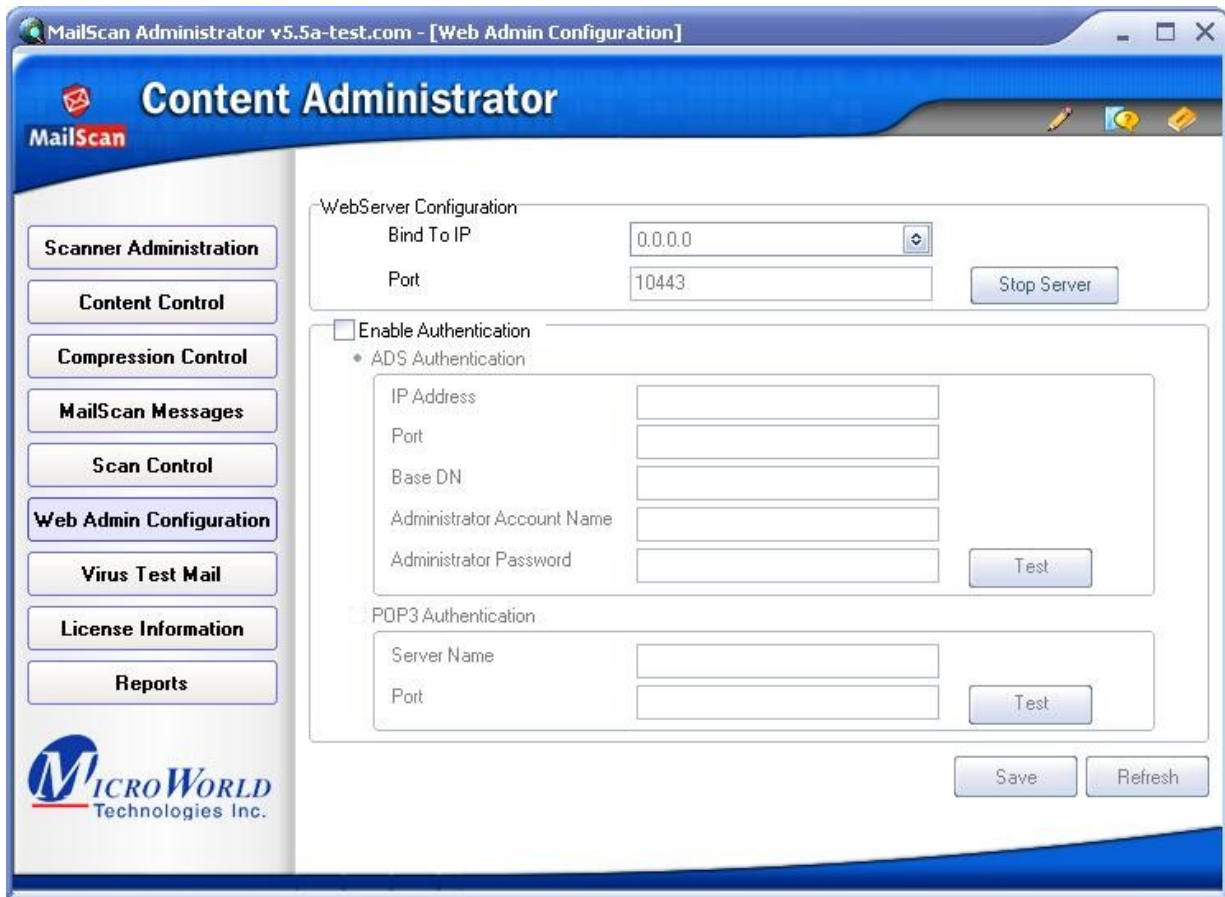 MailScan Administrator v5.5a-test.com - [Web Admin Configuration]
Content Administrator
MailScan
Scanner Administration
Content Control
Compression Control
MailScan Messages
Scan Control
Web Admin Configuration
Virus Test Mail
License Information
Reports
MicroWorld
Technologies Inc.
WebServer Configuration
Bind To IP
0.0.0.0
Port
10443
Stop Server
Enable Authentication
ADS Authentication
IP Address
Port
Base DN
Administrator Account Name
Administrator Password
Test
POP3 Authentication
Server Name
Port
Test
Save
Refresh